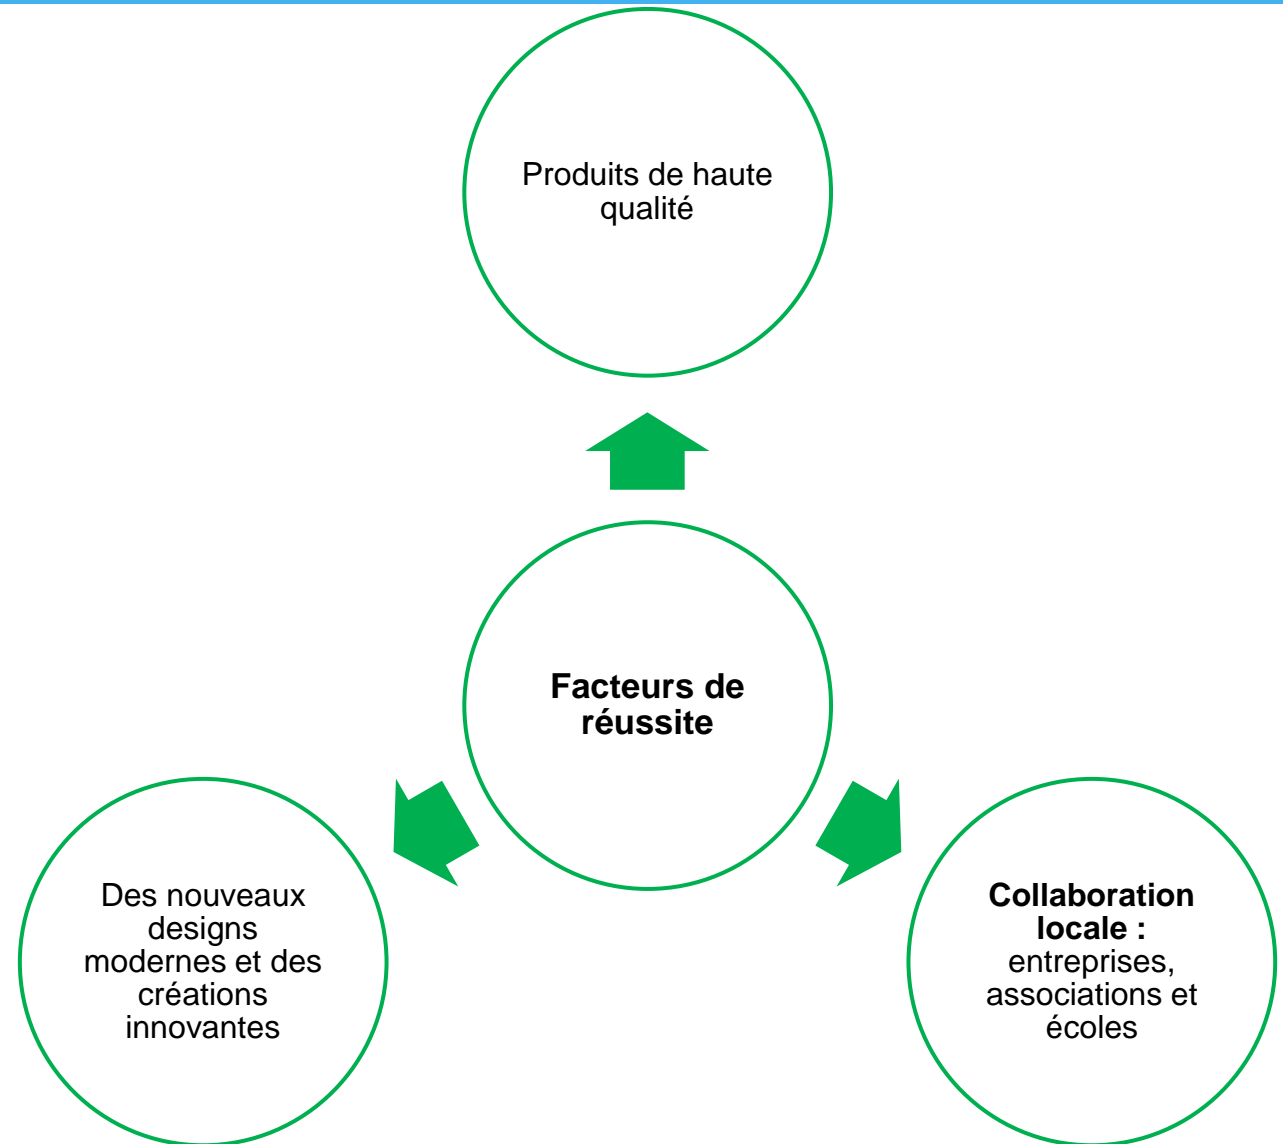 Produits de haute
qualité
Facteurs de
réussite
Des nouveaux
designs
modernes et des
créations
innovantes
Collaboration
locale :
entreprises,
associations et
écoles